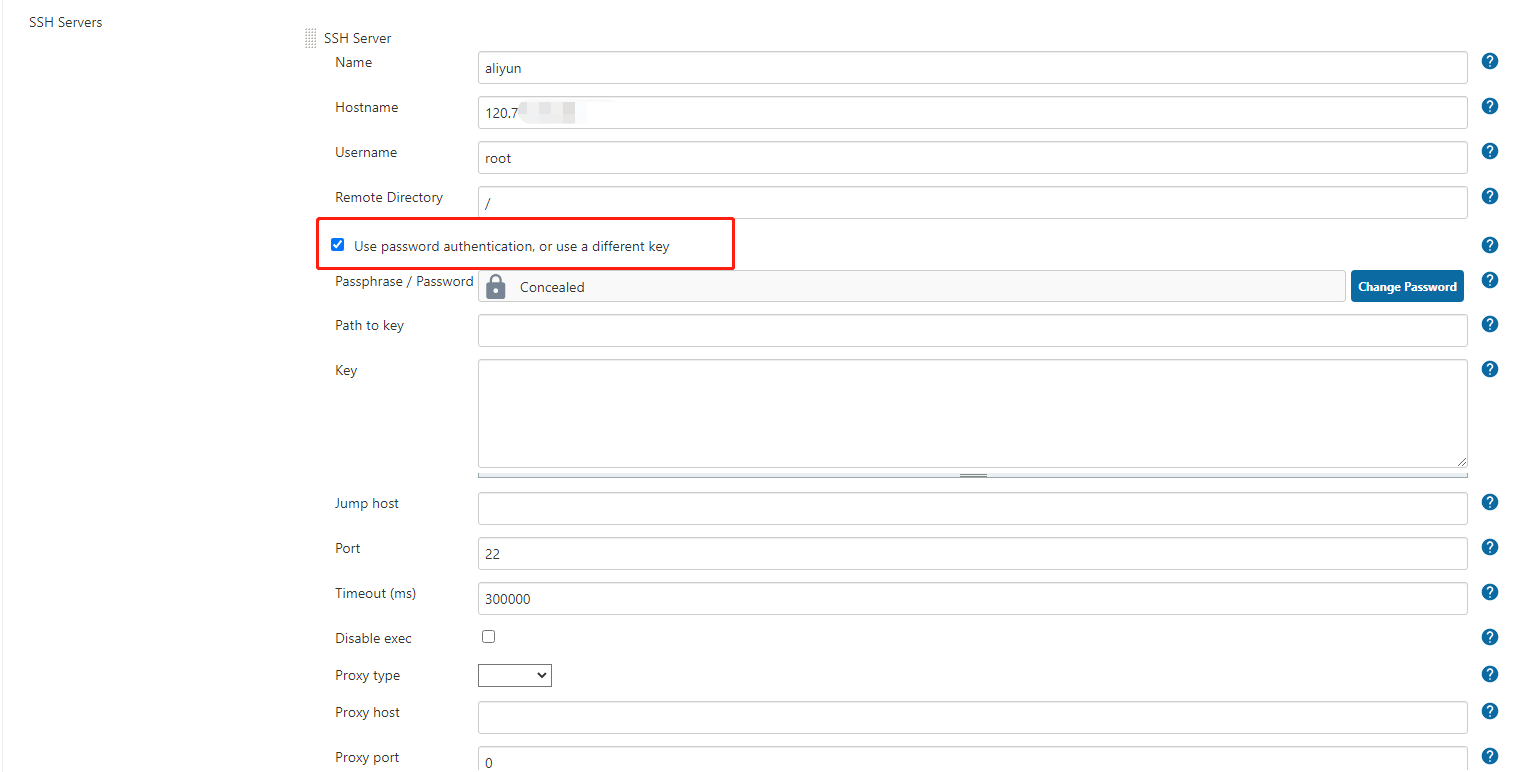 SSH Servers
SSH Server
Name
aliyun
Hostname
120.7
Username
root
Remote Directory
/
Use password authentication, or use a different key
Passphrase / Password
Concealed
Change Password
Path to key
Key
Jump host
Port
22
Timeout (ms)
300000
Disable exec
Proxy type
Proxy host
Proxy port
0